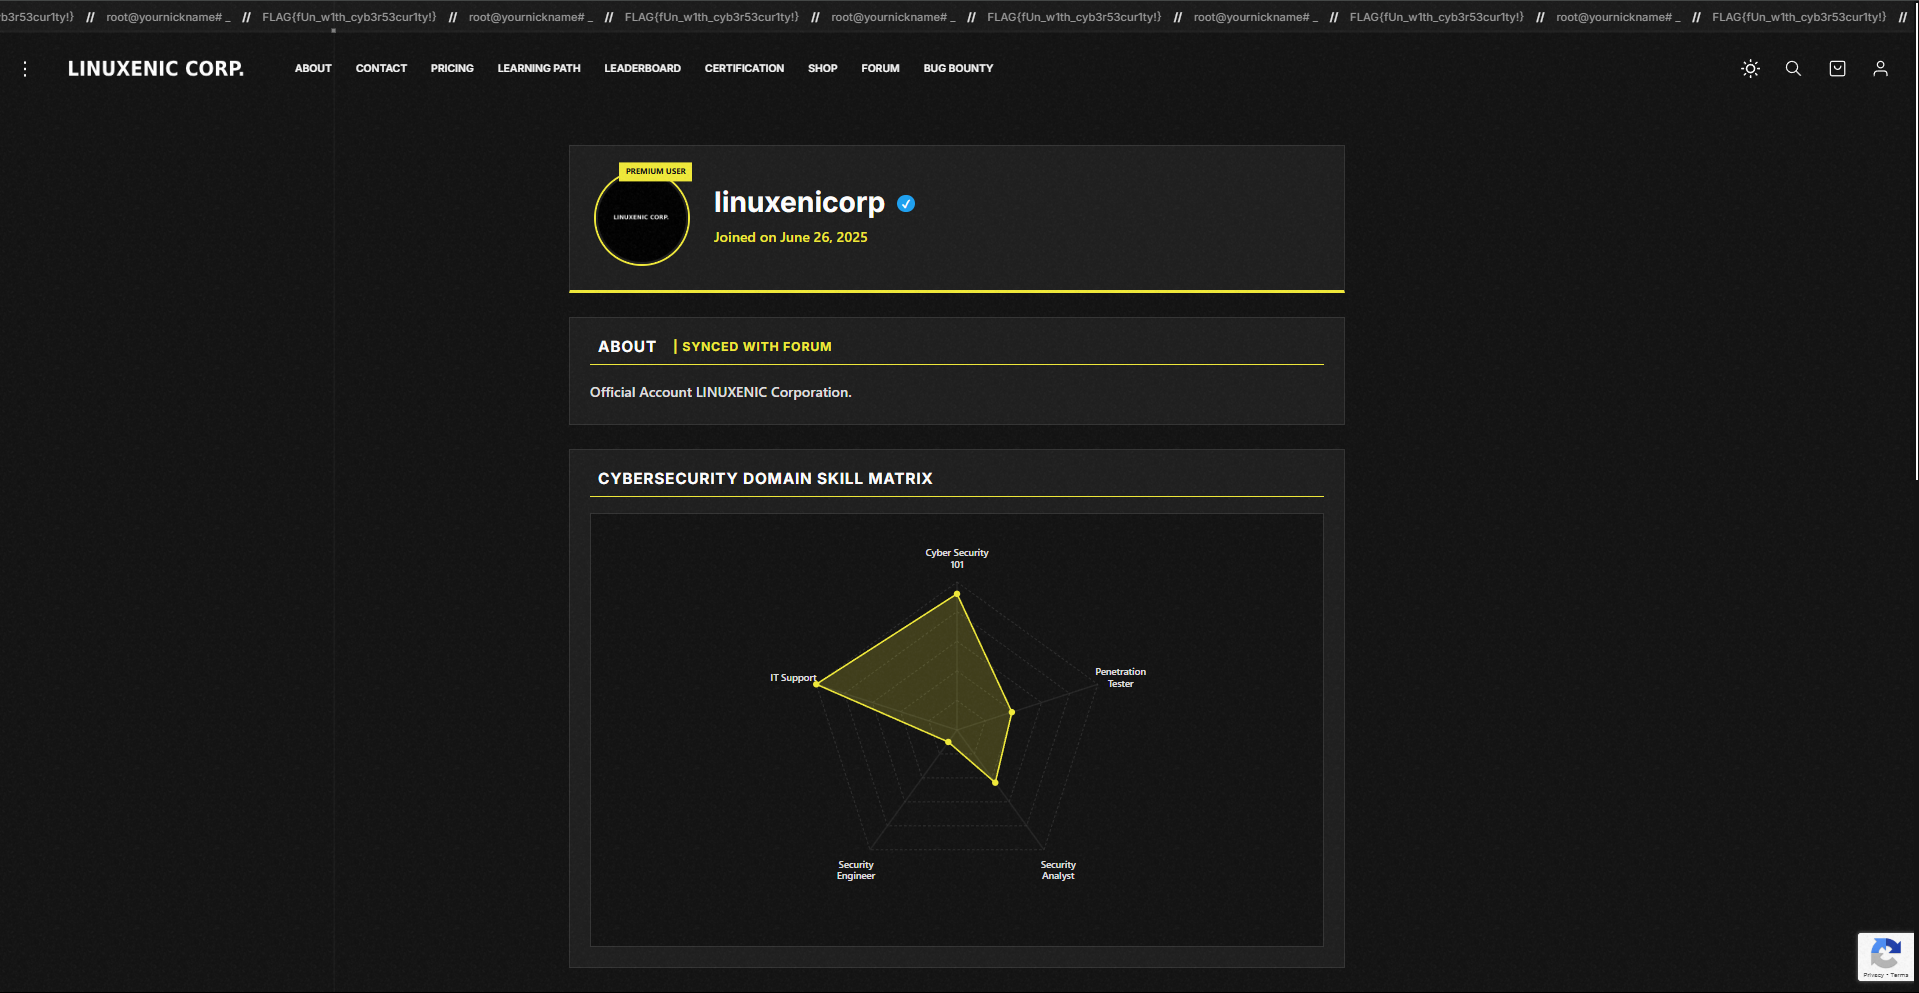 b3r53cur1ty!} // root@yournickname# _ // FLAG{fUn_w1th_cyb3r53cur1ty!} // root@yournickname# _ // FLAG{fUn_w1th_cyb3r53cur1ty!} // root@yournickname# _ // FLAG{fUn_w1th_cyb3r53cur1ty!} // root@yournickname# _ // FLAG{fUn_w1th_cyb3r53cur1ty!} // root@yournickname# _ // FLAG{fUn_w1th_cyb3r53cur1ty!} //
LINUXENIC CORP. ABOUT CONTACT PRICING LEARNING PATH LEADERBOARD CERTIFICATION SHOP FORUM BUG BOUNTY
PREMIUM USER
LINUXENIC CORP.
linuxenicorp
Joined on June 26, 2025
ABOUT | SYNCED WITH FORUM
Official Account LINUXENIC Corporation.
CYBERSECURITY DOMAIN SKILL MATRIX
Cyber Security
101
Penetration
Tester
IT Support
Security
Engineer
Security
Analyst
Privacy - Terms